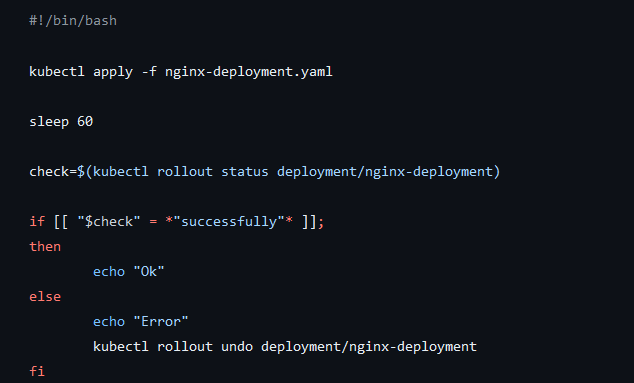 #!/bin/bash
kubectl apply -f nginx-deployment.yaml
sleep 60
check=$(kubectl rollout status deployment/nginx-deployment)
if [[ "$check" = *"successfully"* ]];
then
echo "Ok"
else
echo "Error"
kubectl rollout undo deployment/nginx-deployment
fi